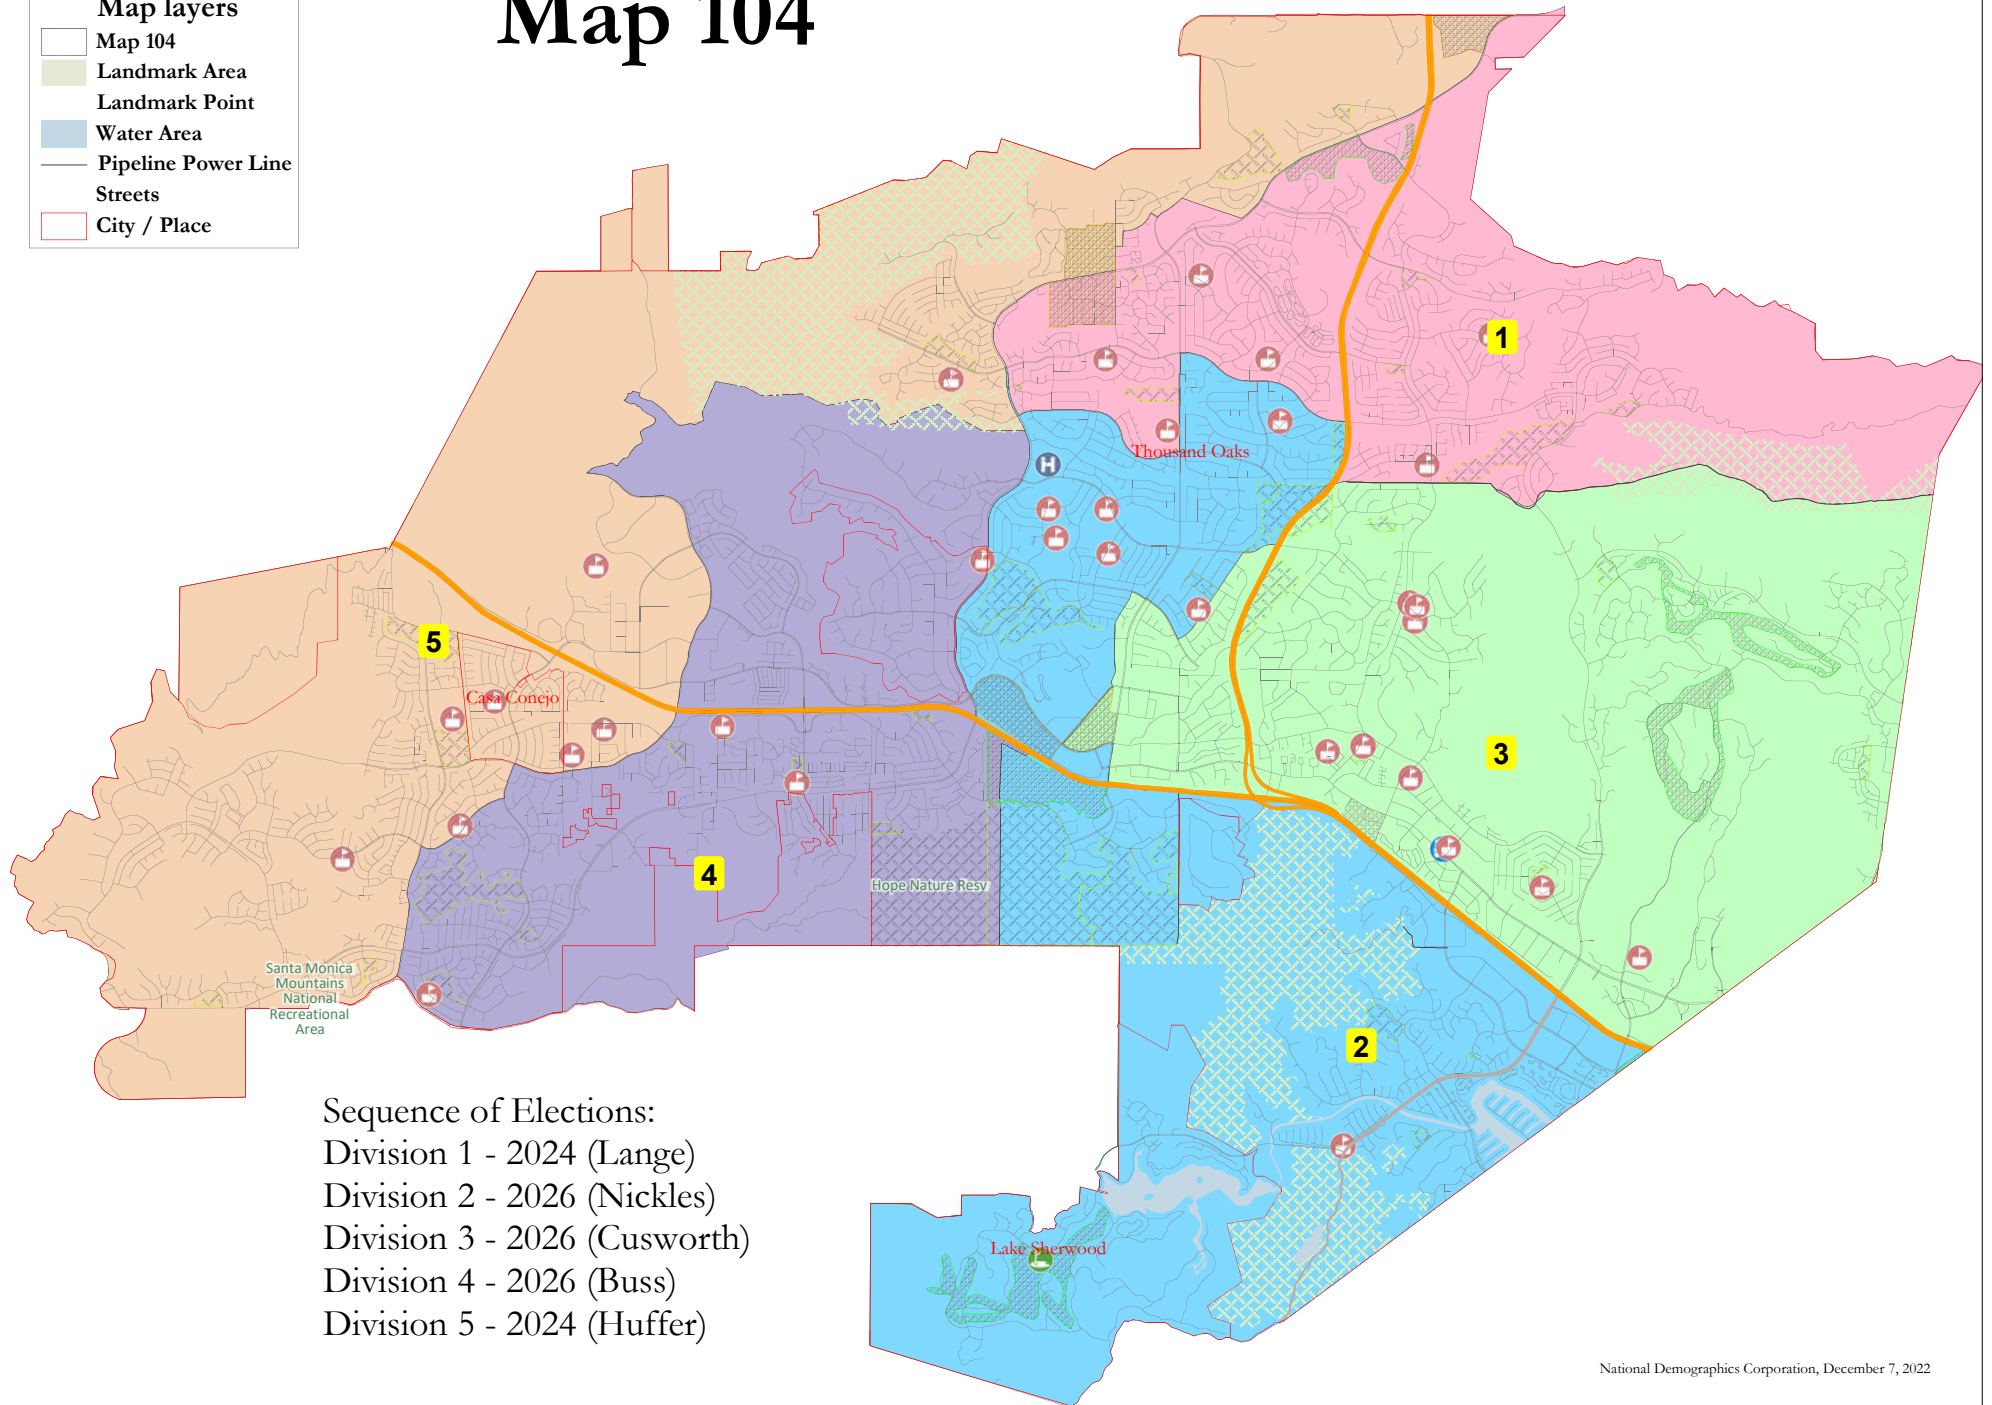 Map 104
Map layers
Map 104
Landmark Area
Landmark Point
Water Area
Pipeline Power Line
Streets
City / Place
1
Thousand Oaks
H
5
Casa Conejo
3
4
Hope Nature Resv
Santa Monica
Mountains
National
Recreational
Area
2
Sequence of Elections:
Division 1 - 2024 (Lange)
Division 2 - 2026 (Nickles)
Division 3 - 2026 (Cusworth)
Division 4 - 2026 (Buss)
Division 5 - 2024 (Huffer)
Lake Sherwood
National Demographics Corporation, December 7, 2022